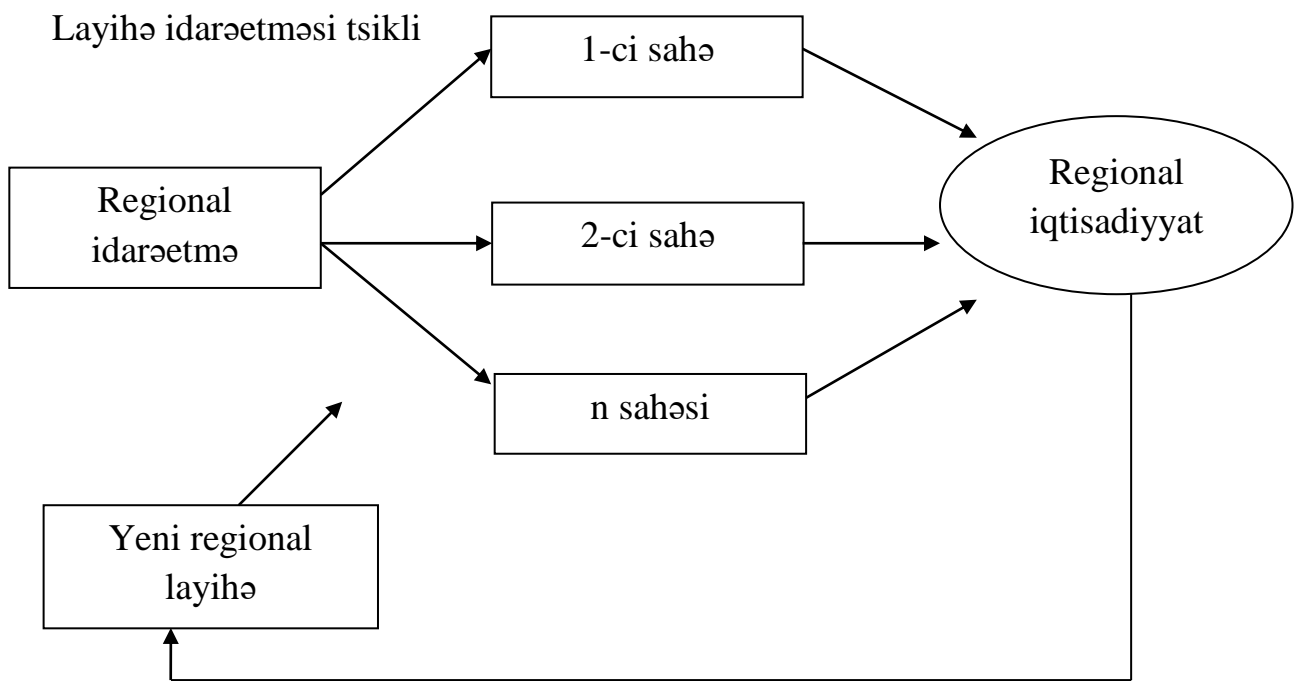 Layihə idarəetməsi tsikli
1-ci sahə
Regional
idarəetmə
2-ci sahə
Regional
iqtisadiyyat
n sahəsi
Yeni regional
layihə